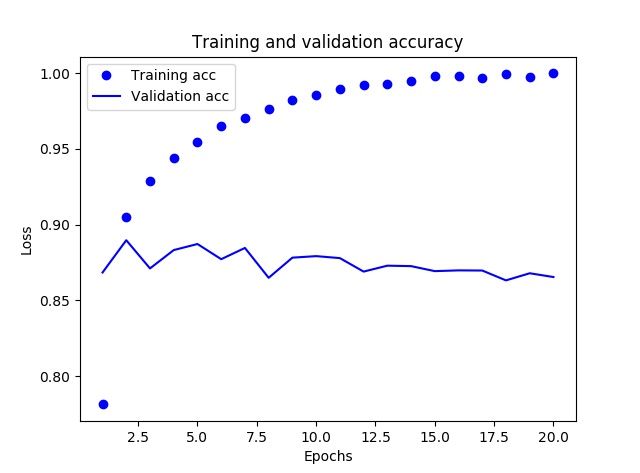 Training and validation accuracy
Training acc
Validation acc
1.00
0.95
0.90
0.85
0.80
Loss
2.5 5.0 7.5 10.0 12.5 15.0 17.5 20.0
Epochs